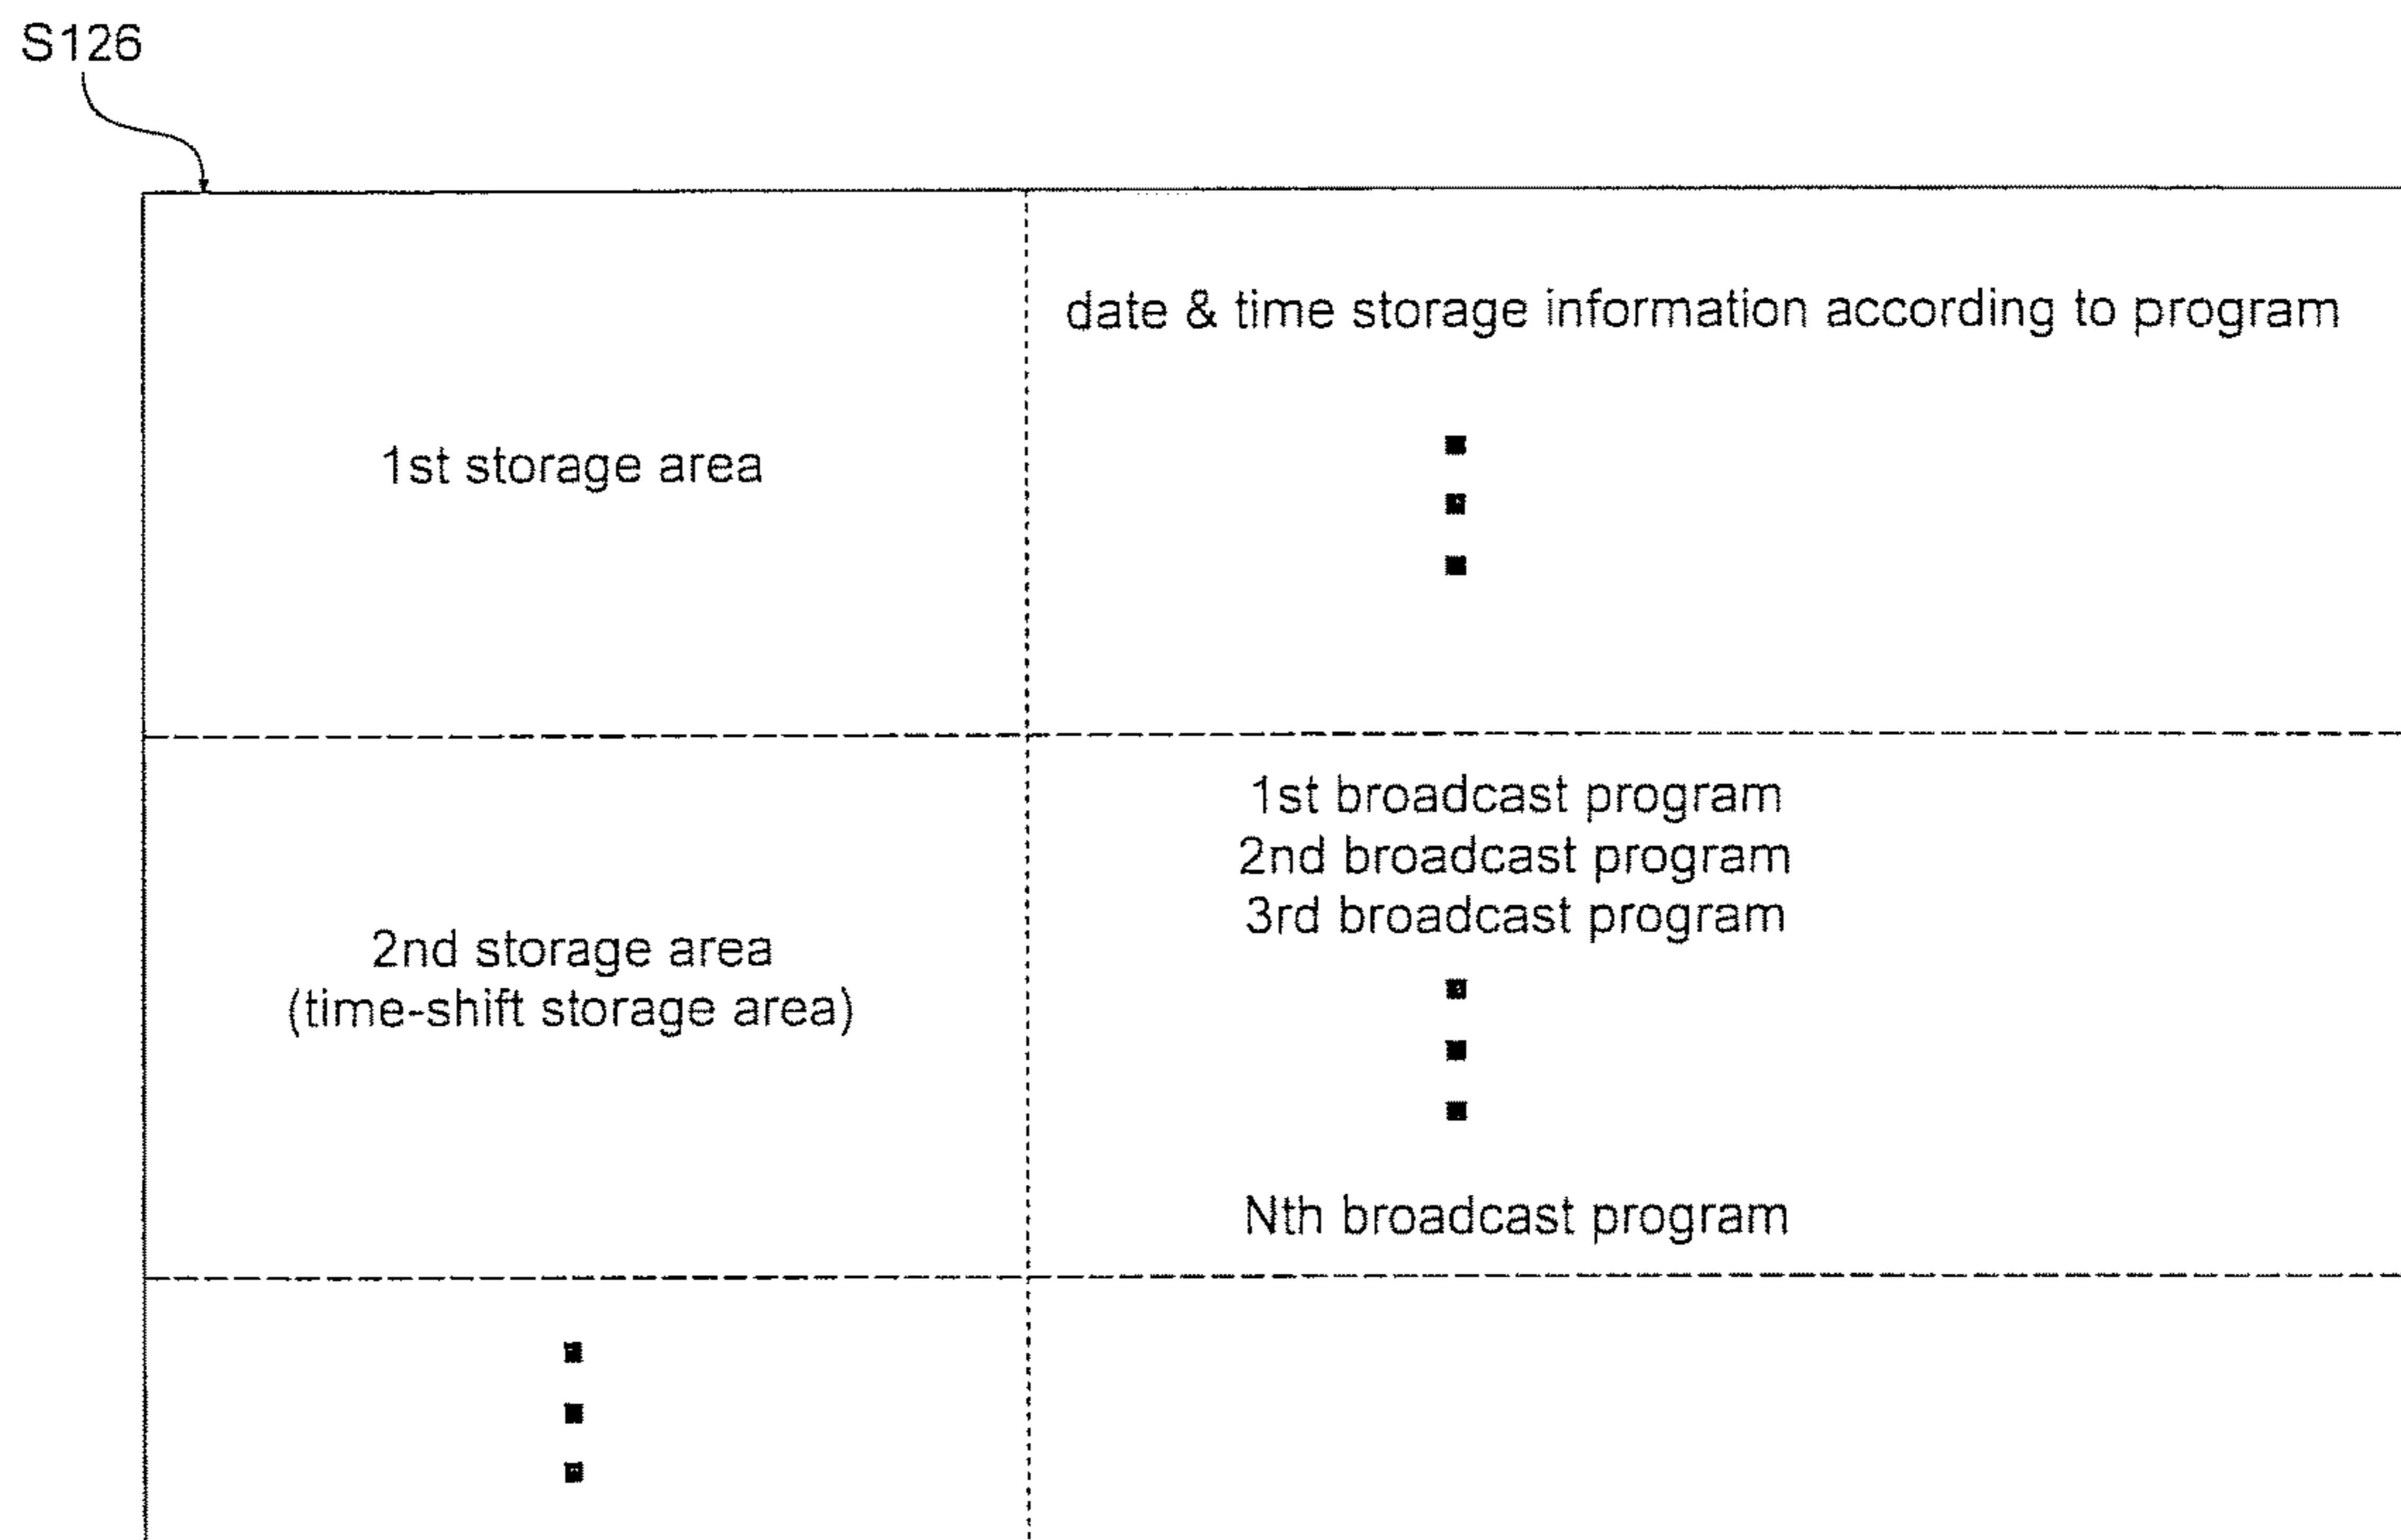 S126
1st storage area
date & time storage information according to program
2nd storage area
(time-shift storage area)
1st broadcast program
2nd broadcast program
3rd broadcast program
Nth broadcast program